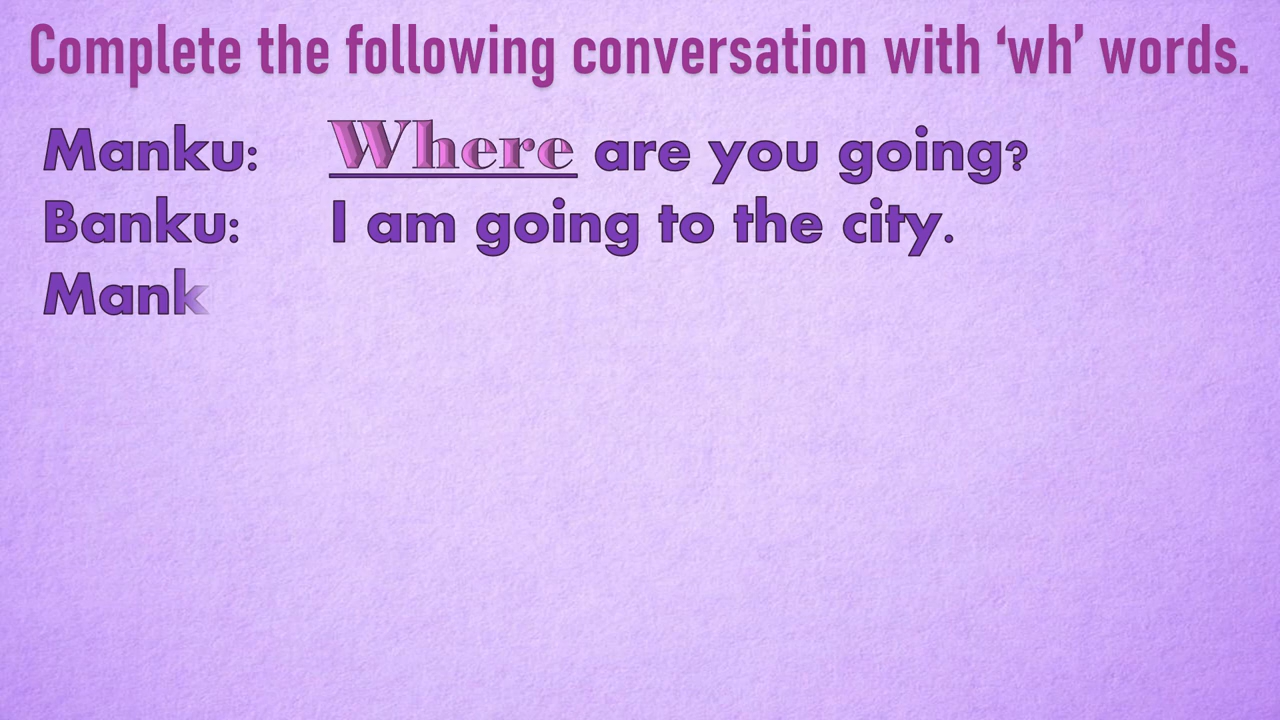 Complete the following conversation with ‘wh’ words.
Manku: Where are you going?
Banku: I am going to the city.
Mank